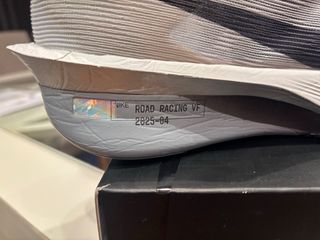 NIKE ROAD RACING VF
2025-04